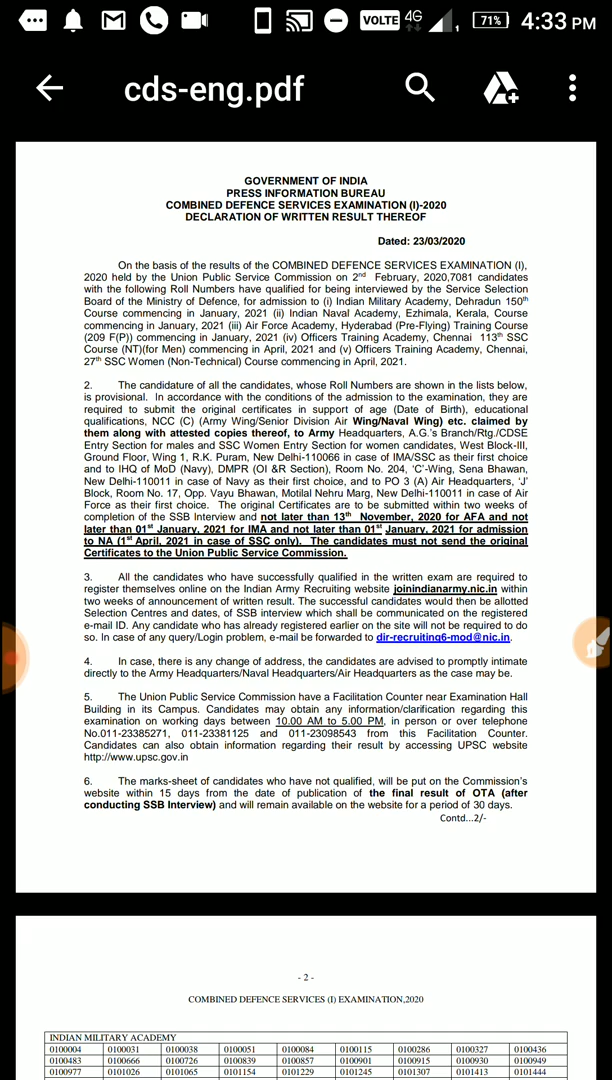 VOLTE 4G 71% 4:33 PM
cds-eng.pdf
GOVERNMENT OF INDIA
PRESS INFORMATION BUREAU
COMBINED DEFENCE SERVICES EXAMINATION (I)-2020
DECLARATION OF WRITTEN RESULT THEREOF
Dated: 23/03/2020
On the basis of the results of the COMBINED DEFENCE SERVICES EXAMINATION (I),
2020 held by the Union Public Service Commission on 2nd February, 2020,7081 candidates
with the following Roll Numbers have qualified for being interviewed by the Service Selection
Board of the Ministry of Defence, for admission to (i) Indian Military Academy, Dehradun 150th
Course commencing in January, 2021 (ii) Indian Naval Academy, Ezhimala, Kerala, Course
commencing in January, 2021 (iii) Air Force Academy, Hyderabad (Pre-Flying) Training Course
(209 F(P)) commencing in January, 2021 (iv) Officers Training Academy, Chennai 113th SSC
Course (NT)(for Men) commencing in April, 2021 and (v) Officers Training Academy, Chennai,
27th SSC Women (Non-Technical) Course commencing in April, 2021.
2. The candidature of all the candidates, whose Roll Numbers are shown in the lists below,
is provisional. In accordance with the conditions of the admission to the examination, they are
required to submit the original certificates in support of age (Date of Birth), educational
qualifications, NCC (C) (Army Wing/Senior Division Air Wing/Naval Wing) etc. claimed by
them along with attested copies thereof, to Army Headquarters, A.G.'s Branch/Rtg./CDSE
Entry Section for males and SSC Women Entry Section for women candidates, West Block-III,
Ground Floor, Wing 1, R.K. Puram, New Delhi-110066 in case of IMA/SSC as their first choice
and to IHQ of MoD (Navy), DMPR (OI &R Section), Room No. 204, 'C'-Wing, Sena Bhawan,
New Delhi-110011 in case of Navy as their first choice, and to PO 3 (A) Air Headquarters, 'J'
Block, Room No. 17, Opp. Vayu Bhawan, Motilal Nehru Marg, New Delhi-110011 in case of Air
Force as their first choice. The original Certificates are to be submitted within two weeks of
completion of the SSB Interview and not later than 13th November, 2020 for AFA and not
later than 01st January, 2021 for IMA and not later than 01st January, 2021 for admission
to NA (1st April, 2021 in case of SSC only). The candidates must not send the original
Certificates to the Union Public Service Commission.
3. All the candidates who have successfully qualified in the written exam are required to
register themselves online on the Indian Army Recruiting website joinindianarmy.nic.in within
two weeks of announcement of written result. The successful candidates would then be allotted
Selection Centres and dates, of SSB interview which shall be communicated on the registered
e-mail ID. Any candidate who has already registered earlier on the site will not be required to do
so. In case of any query/Login problem, e-mail be forwarded to dir-recruiting6-mod@nic.in.
4. In case, there is any change of address, the candidates are advised to promptly intimate
directly to the Army Headquarters/Naval Headquarters/Air Headquarters as the case may be.
5. The Union Public Service Commission have a Facilitation Counter near Examination Hall
Building in its Campus. Candidates may obtain any information/clarification regarding this
examination on working days between 10.00 AM to 5.00 PM, in person or over telephone
No.011-23385271, 011-23381125 and 011-23098543 from this Facilitation Counter.
Candidates can also obtain information regarding their result by accessing UPSC website
http://www.upsc.gov.in
6. The marks-sheet of candidates who have not qualified, will be put on the Commission's
website within 15 days from the date of publication of the final result of OTA (after
conducting SSB Interview) and will remain available on the website for a period of 30 days.
Contd...2/-
- 2 -
COMBINED DEFENCE SERVICES (I) EXAMINATION,2020
INDIAN MILITARY ACADEMY
0100004 0100031 0100038 0100051 0100084 0100115 0100286 0100327 0100436
0100483 0100666 0100726 0100839 0100857 0100901 0100915 0100930 0100949
0100977 0101026 0101065 0101154 0101229 0101245 0101307 0101413 0101444